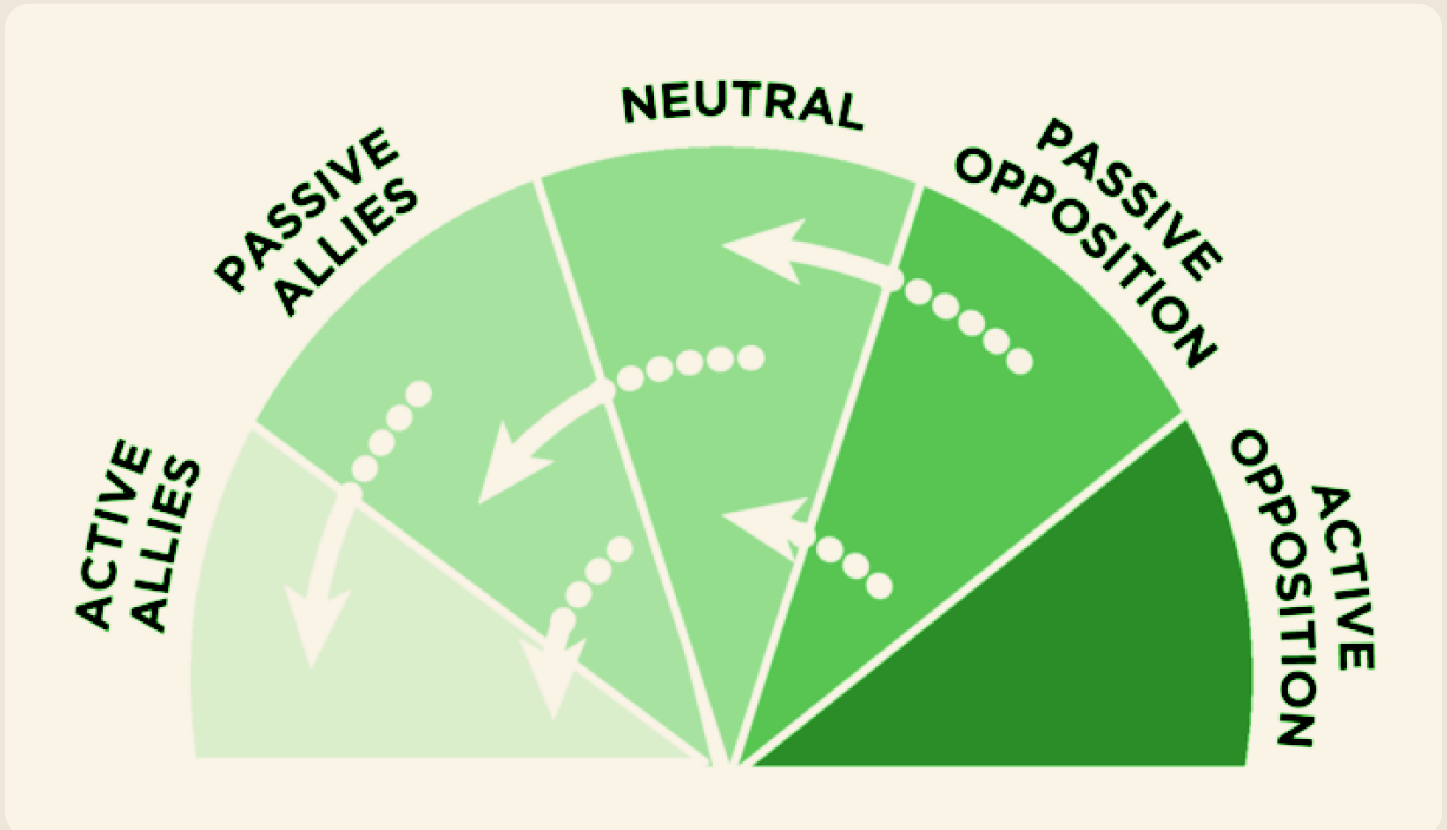 ACTIVE
ALLIES
PASSIVE
ALLIES
NEUTRAL
PASSIVE
OPPOSITION
ACTIVE
OPPOSITION